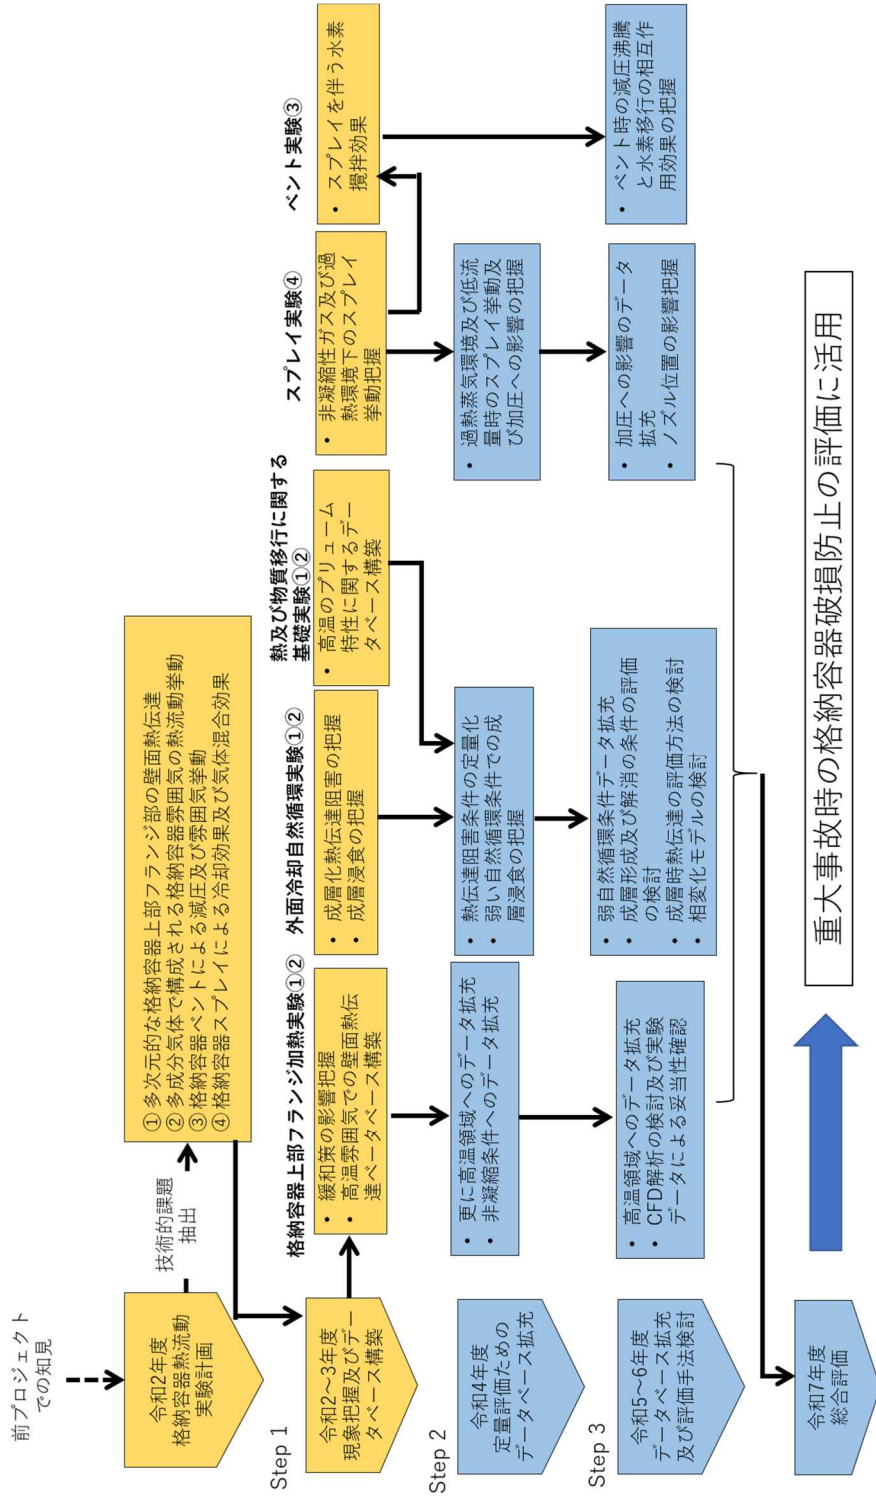 前プロジェクト
での知見
令和2年度
格納容器熱流動
実験計画
技術的課題
抽出
① 多次元的な格納容器上部フランジ部の壁面熱伝達
② 多成分気体で構成される格納容器雰囲気の熱流動挙動
③ 格納容器ベントによる減圧及び雰囲気挙動
④ 格納容器スプレイによる冷却効果及び気体混合効果
Step 1
令和2~3年度
現象把握及びデー
タベース構築
格納容器上部フランジ加熱実験①②
• 緩和策の影響把握
• 高温雰囲気での壁面熱伝
達ベータベース構築
外面冷却自然循環実験①②
• 成層化熱伝達阻害の把握
• 成層浸食の把握
熱及び物質移行に関する
基礎実験①②
• 高温のプリューム
特性に関するデー
タベース構築
スプレイ実験④
• 非凝縮性ガス及び過
熱環境下のスプレイ
挙動把握
ベント実験③
• スプレイを伴う水素
攪拌効果
Step 2
令和4年度
定量評価ための
データベース拡充
• 更に高温領域へのデータ拡充
• 非凝縮条件へのデータ拡充
• 熱伝達阻害条件の定量化
• 弱い自然循環条件での成
層浸食の把握
• 過熱蒸気環境及び低流
量時のスプレイ挙動及
び加圧への影響の把握
Step 3
令和5~6年度
データベース拡充
及び評価手法検討
• 高温領域へのデータ拡充
• CFD解析の検討及び実験
データによる妥当性確認
• 弱自然循環条件データ拡充
• 成層形成及び解消の条件の評価
の検討
• 成層時熱伝達の評価方法の検討
• 相変化モデルの検討
• 加圧への影響のデータ
拡充
• ノズル位置の影響把握
• ベント時の減圧沸騰
と水素移行の相互作
用効果の把握
令和7年度
総合評価
重大事故時の格納容器破損防止の評価に活用